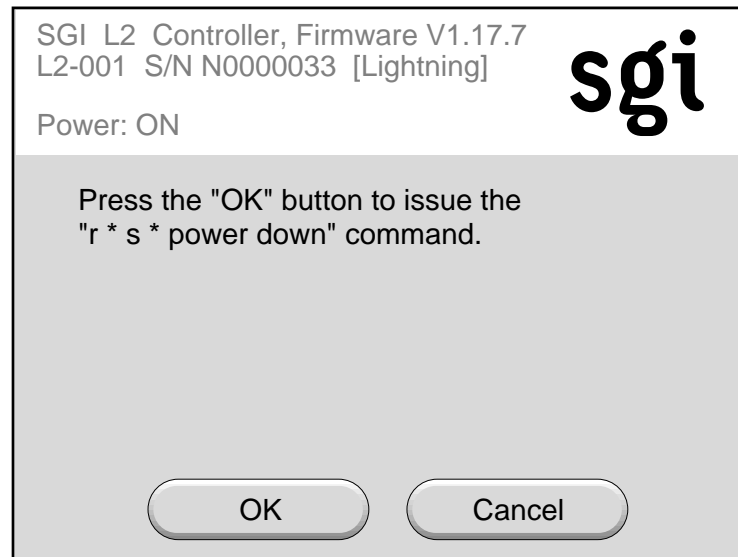 SGI L2 Controller, Firmware V1.17.7
L2-001 S/N N0000033 [Lightning]
sgi
Power: ON
Press the "OK" button to issue the
"r * s * power down" command.
OK
Cancel